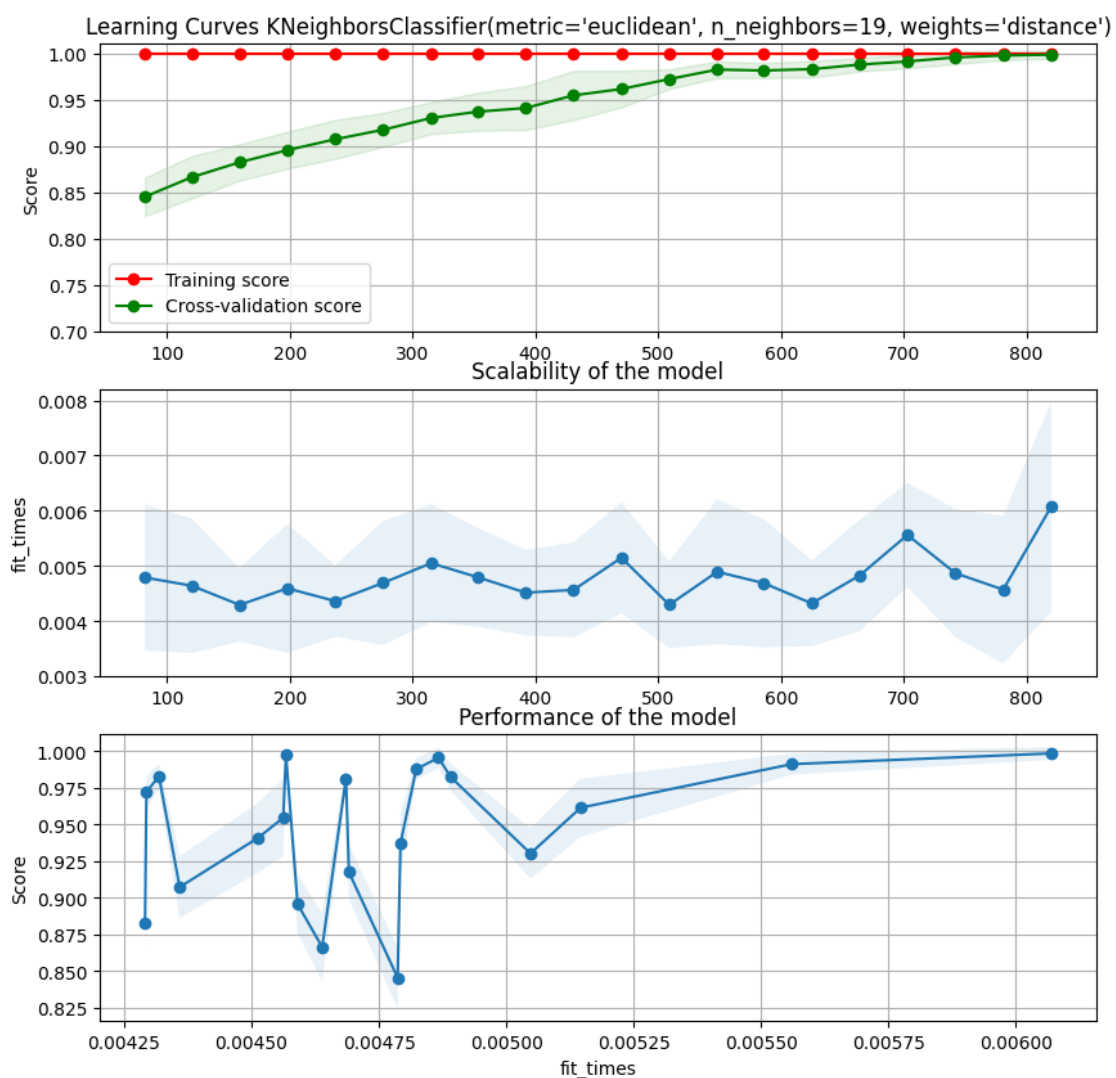 Learning Curves KNeighborsClassifier(metric='euclidean', n_neighbors=19, weights='distance')
1.00
0.95
0.90
0.85
0.80
0.75
0.70
Score
Training score
Cross-validation score
100 200 300 400 500 600 700 800
Scalability of the model
0.008
0.007
0.006
0.005
0.004
0.003
fit_times
100 200 300 400 500 600 700 800
Performance of the model
1.000
0.975
0.950
0.925
0.900
0.875
0.850
0.825
Score
0.00425 0.00450 0.00475 0.00500 0.00525 0.00550 0.00575 0.00600
fit_times